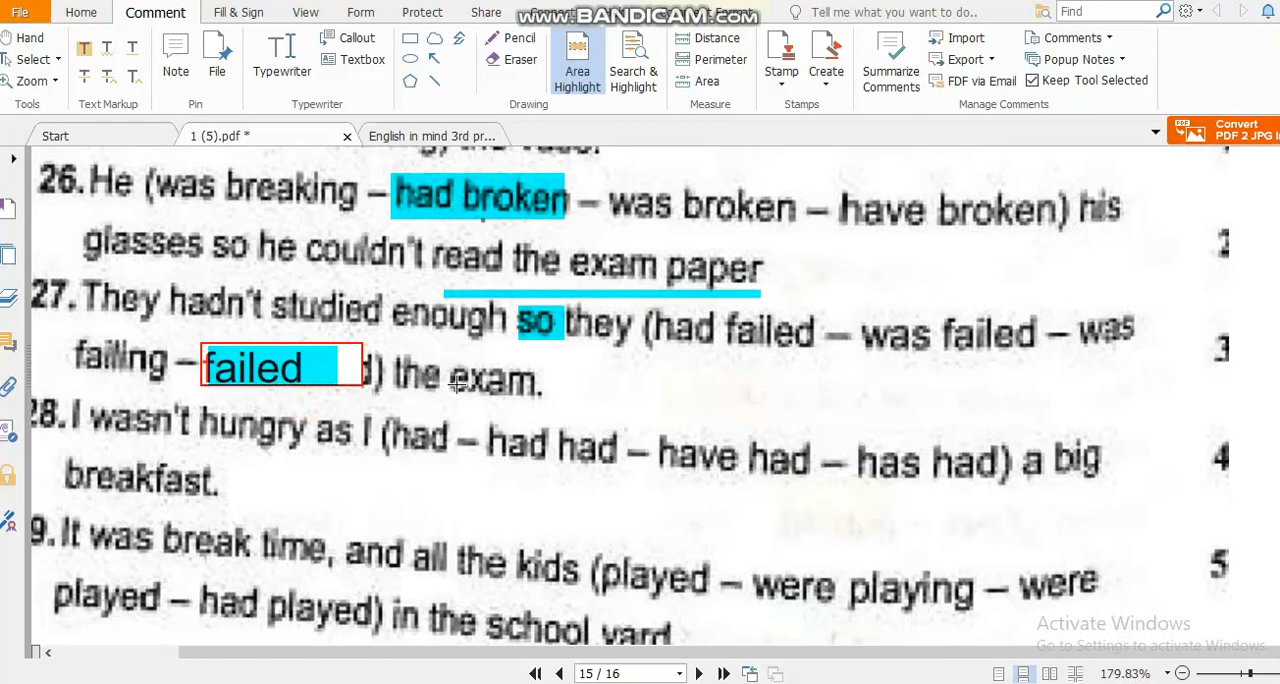 File Home Comment Fill & Sign View Form Protect Share www.BANDICAM.com Tell me what you want to do.. Find
Hand Select Zoom Tools
Text Markup
Note File Pin
Typewriter Callout Textbox Typewriter
Pencil Eraser Area Highlight Search & Highlight Drawing
Distance Perimeter Area Measure
Stamp Create Stamps
Summarize Comments Import Export FDF via Email Comments Popup Notes Keep Tool Selected Manage Comments
Start 1 (5).pdf * English in mind 3rd pr... Convert PDF 2 JPG
26. He (was breaking – had broken – was broken – have broken) his
glasses so he couldn't read the exam paper
27. They hadn't studied enough so they (had failed – was failed – was
failing – failed d) the exam.
28. I wasn't hungry as I (had – had had – have had – has had) a big
breakfast.
9. It was break time, and all the kids (played – were playing – were
played – had played) in the school yard
2
3
4
5
Activate Windows
Go to Settings to activate Windows.
15 / 16 179.83%